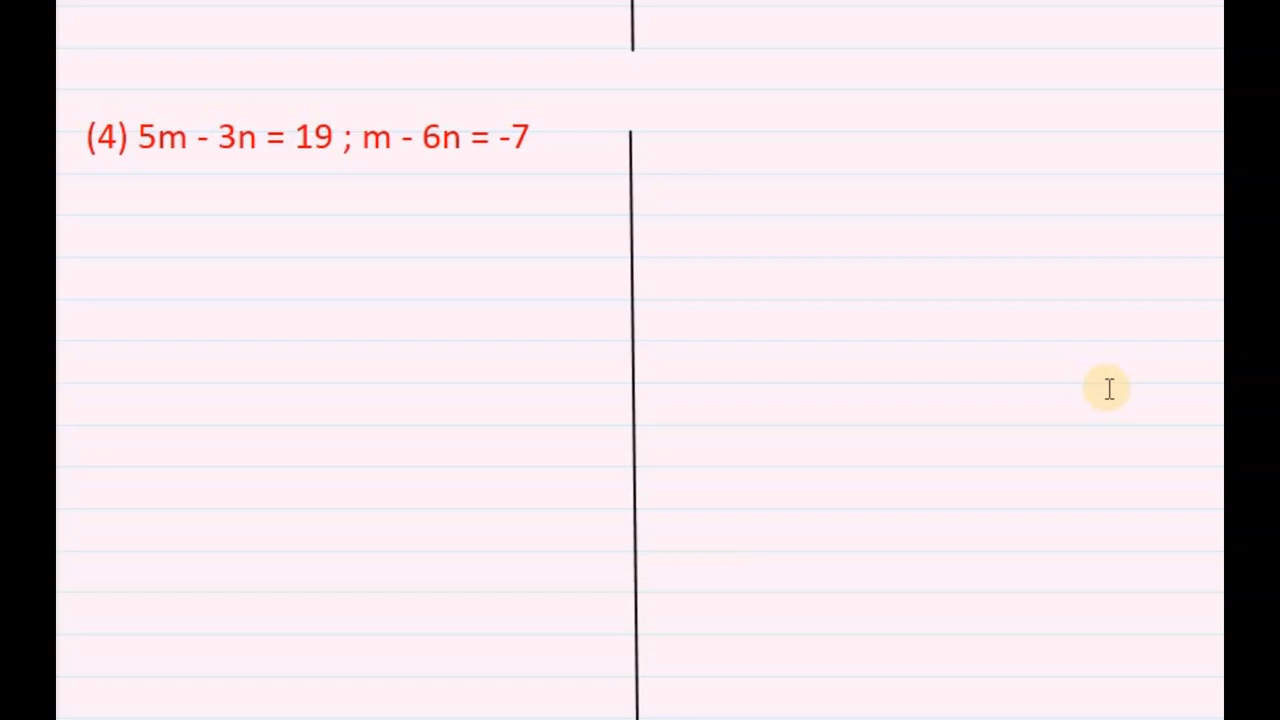 (4) 5m - 3n = 19 ; m - 6n = -7